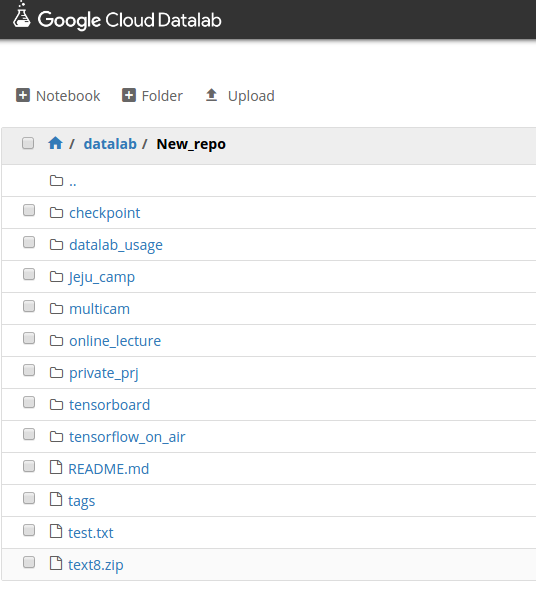 Google Cloud Datalab
Notebook Folder Upload
/ datalab / New_repo
..
checkpoint
datalab_usage
Jeju_camp
multicam
online_lecture
private_prj
tensorboard
tensorflow_on_air
README.md
tags
test.txt
text8.zip